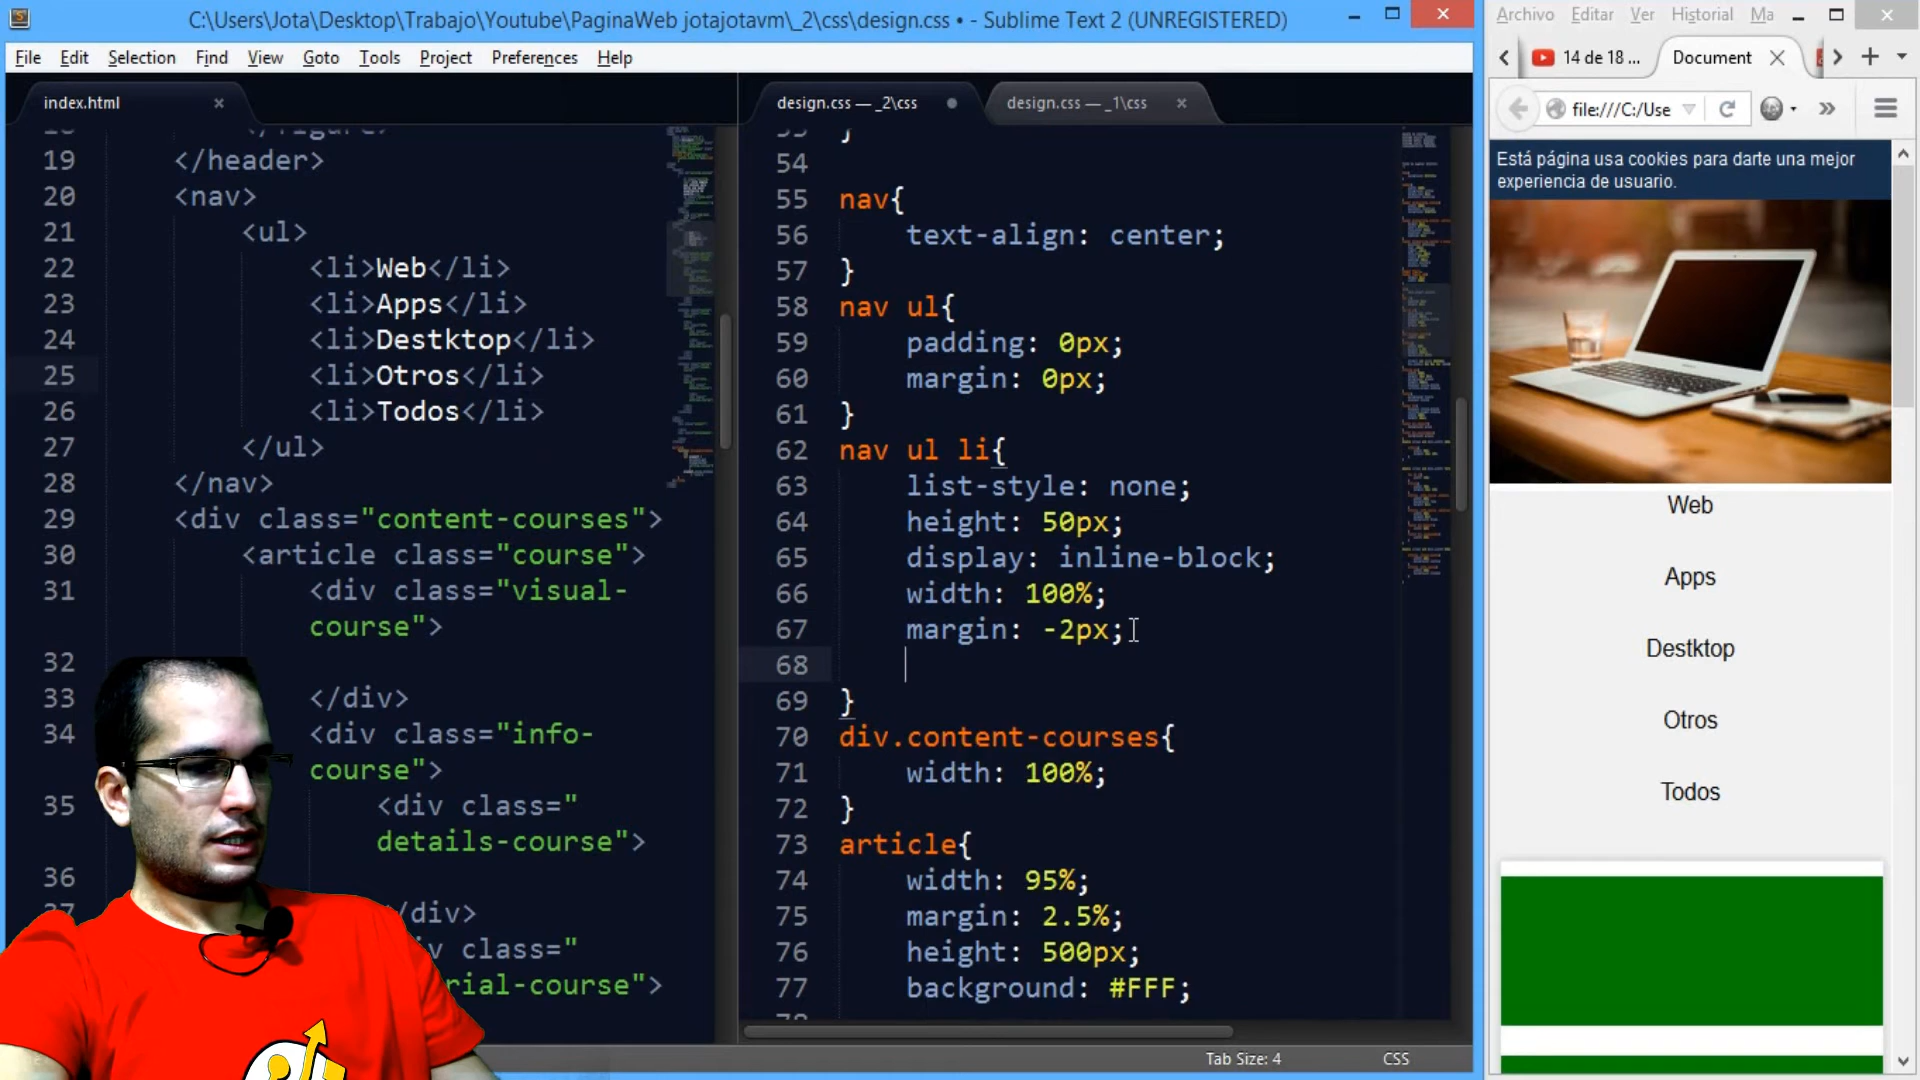 C:\Users\Jota\Desktop\Trabajo\Youtube\PaginaWeb jotajotavm\_2\css\design.css • - Sublime Text 2 (UNREGISTERED)
File Edit Selection Find View Goto Tools Project Preferences Help
index.html
</figure>
19 </header>
20 <nav>
21 <ul>
22 <li>Web</li>
23 <li>Apps</li>
24 <li>Destktop</li>
25 <li>Otros</li>
26 <li>Todos</li>
27 </ul>
28 </nav>
29 <div class="content-courses">
30 <article class="course">
31 <div class="visual-
course">
32
33 </div>
34 <div class="info-
course">
35 <div class="
details-course">
36
37 </div>
class="
rial-course">
design.css — _2\css
design.css — _1\css
}
54
55 nav{
56 text-align: center;
57 }
58 nav ul{
59 padding: 0px;
60 margin: 0px;
61 }
62 nav ul li{
63 list-style: none;
64 height: 50px;
65 display: inline-block;
66 width: 100%;
67 margin: -2px;
68
69 }
70 div.content-courses{
71 width: 100%;
72 }
73 article{
74 width: 95%;
75 margin: 2.5%;
76 height: 500px;
77 background: #FFF;
Tab Size: 4
CSS
Archivo Editar Ver Historial Ma
14 de 18 ...
Document
file:///C:/Use
Está página usa cookies para darte una mejor
experiencia de usuario.
Web
Apps
Destktop
Otros
Todos